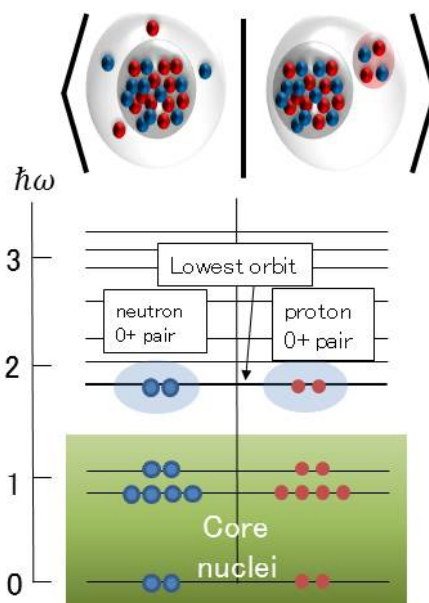 ħω
3
Lowest orbit
neutron
0+ pair
proton
0+ pair
2
1
Core
nuclei
0